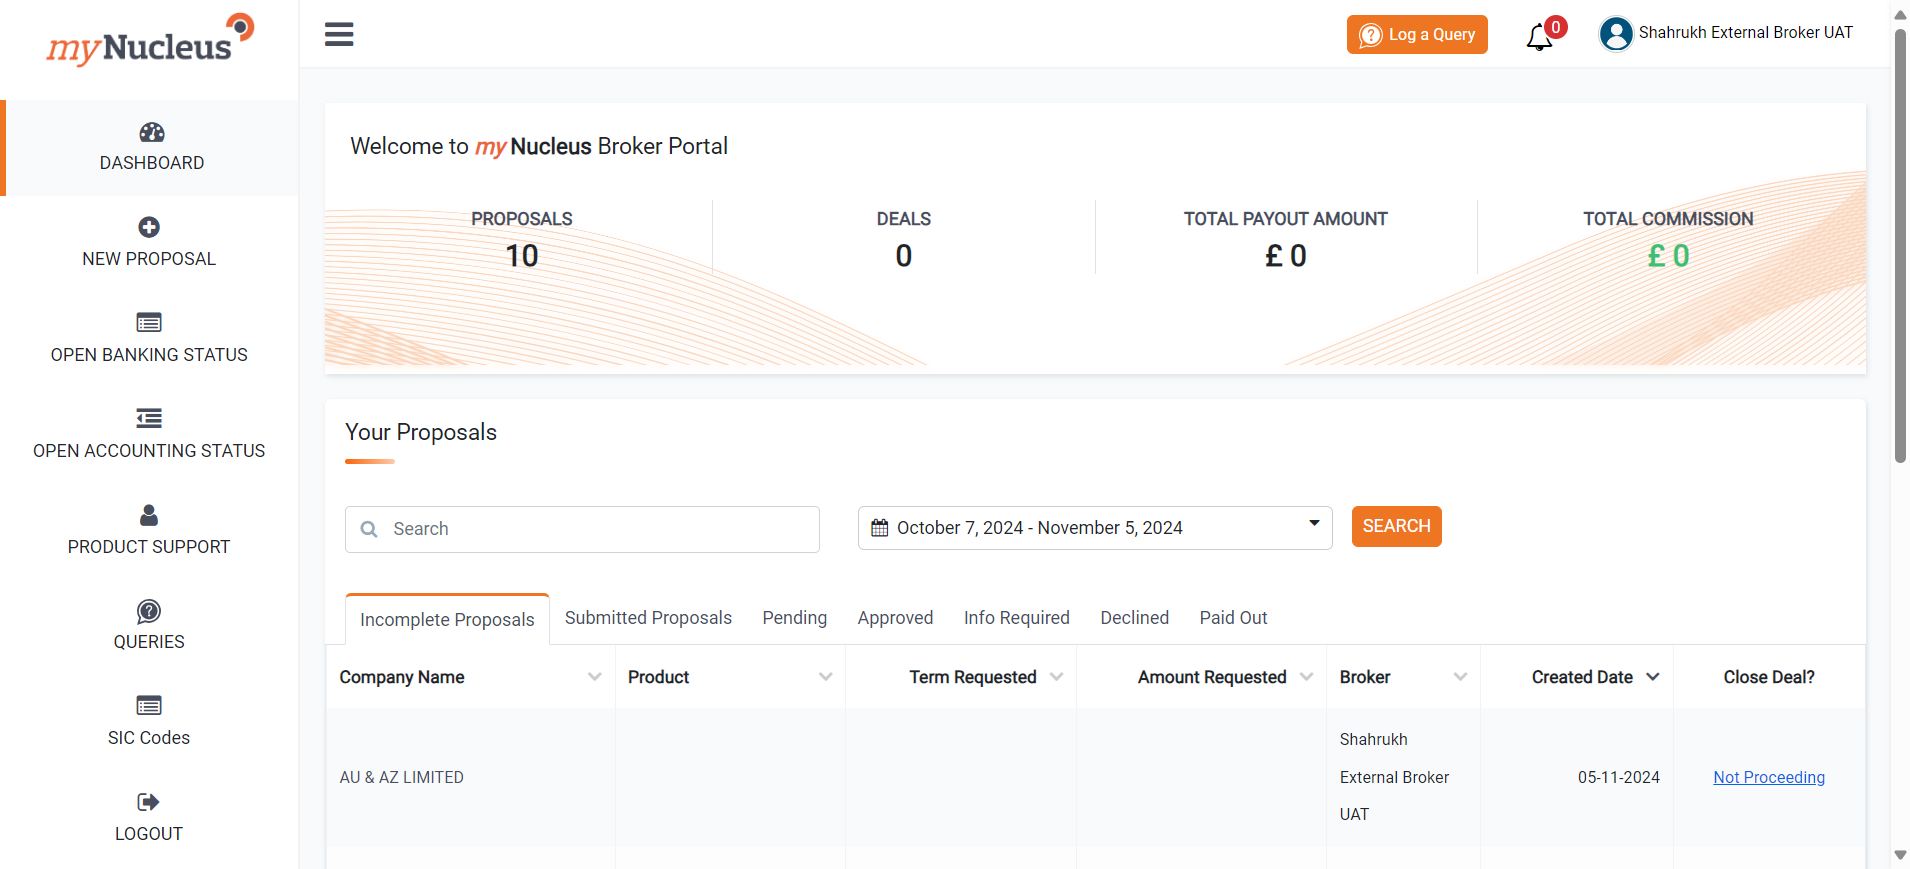 myNucleus
DASHBOARD
NEW PROPOSAL
OPEN BANKING STATUS
OPEN ACCOUNTING STATUS
PRODUCT SUPPORT
QUERIES
SIC Codes
LOGOUT
Log a Query
0
Shahrukh External Broker UAT
Welcome to my Nucleus Broker Portal
PROPOSALS
10
DEALS
0
TOTAL PAYOUT AMOUNT
£ 0
TOTAL COMMISSION
£ 0
Your Proposals
Search
October 7, 2024 - November 5, 2024
SEARCH
Incomplete Proposals Submitted Proposals Pending Approved Info Required Declined Paid Out
Company Name Product Term Requested Amount Requested Broker Created Date Close Deal?
AU & AZ LIMITED
Shahrukh
External Broker
UAT
05-11-2024
Not Proceeding